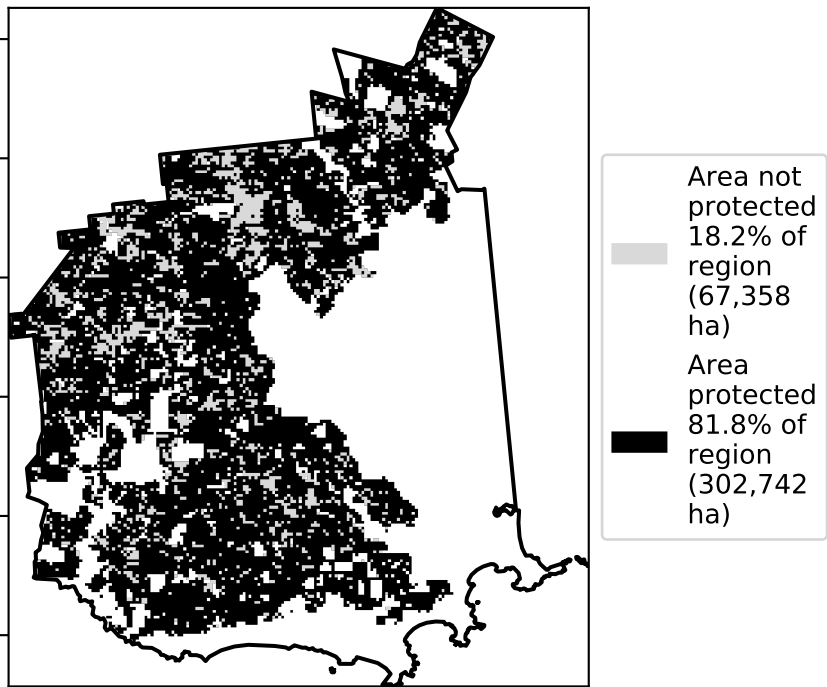 Area not
protected
18.2% of
region
(67,358
ha)
Area
protected
81.8% of
region
(302,742
ha)